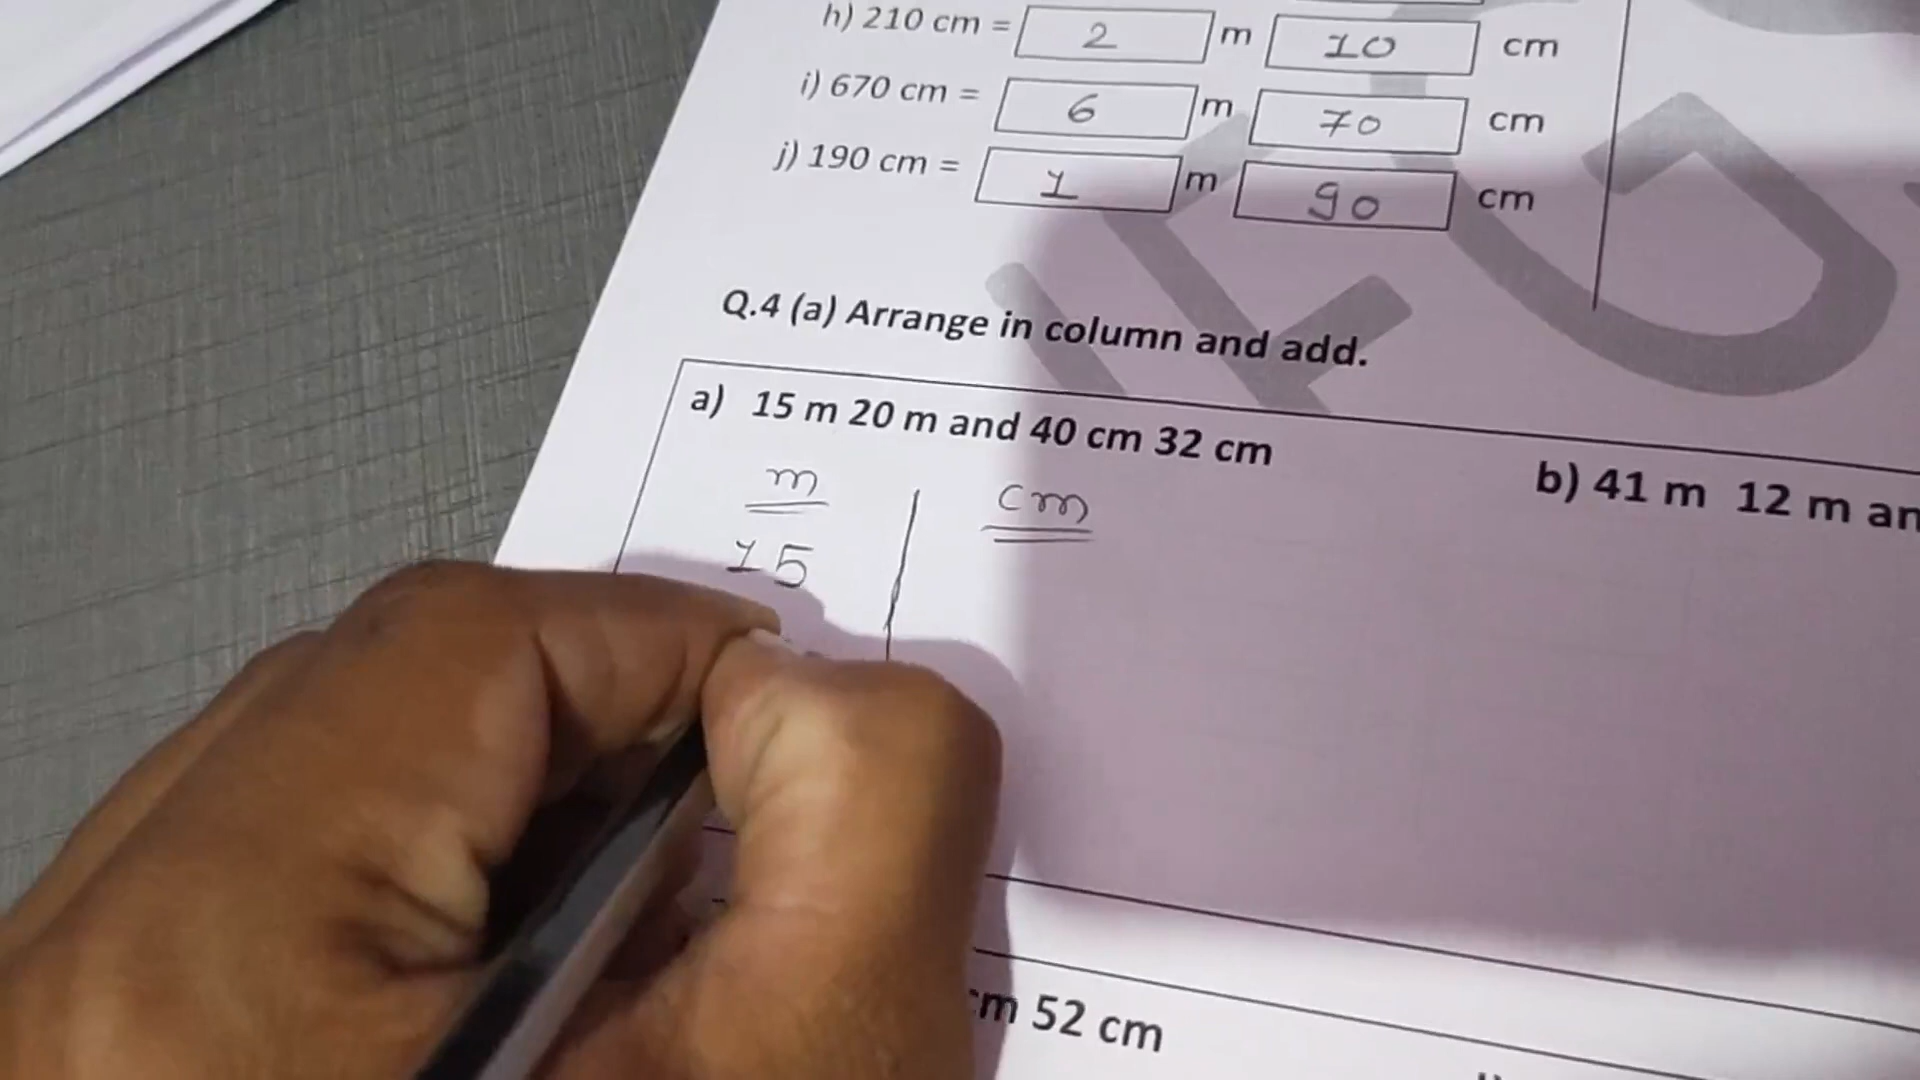 h) 210 cm = 2 m 10 cm
i) 670 cm = 6 m 70 cm
j) 190 cm = 1 m 90 cm
Q.4 (a) Arrange in column and add.
a) 15 m 20 m and 40 cm 32 cm
b) 41 m 12 m an
m cm
15
m 52 cm